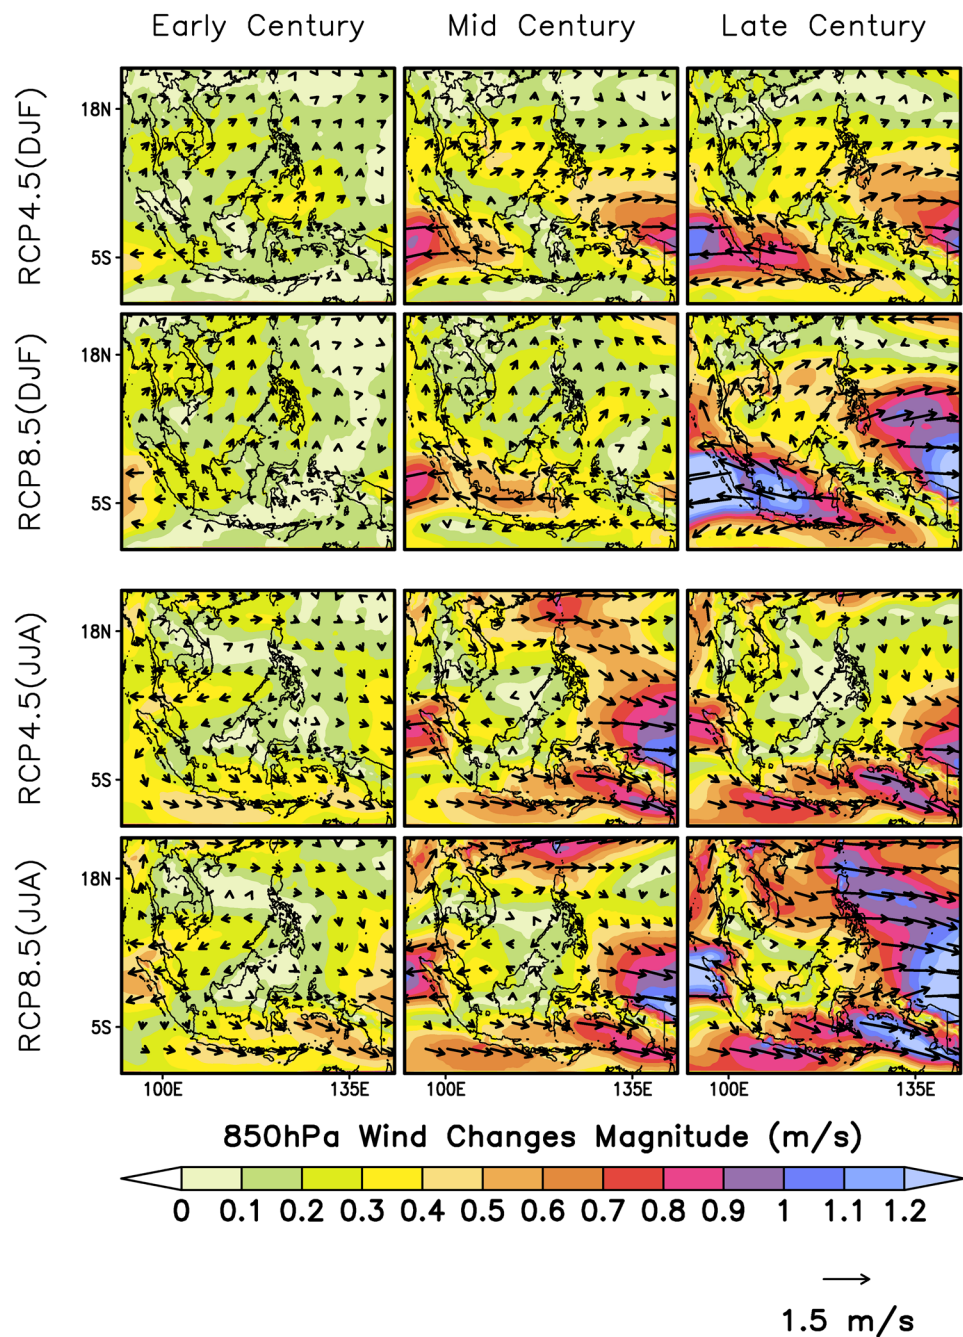 Early Century Mid Century Late Century
RCP4.5(DJF)
18N
5S
RCP8.5(DJF)
18N
5S
RCP4.5(JJA)
18N
5S
RCP8.5(JJA)
18N
5S
100E 135E 100E 135E 100E 135E
850hPa Wind Changes Magnitude (m/s)
0 0.1 0.2 0.3 0.4 0.5 0.6 0.7 0.8 0.9 1 1.1 1.2
1.5 m/s